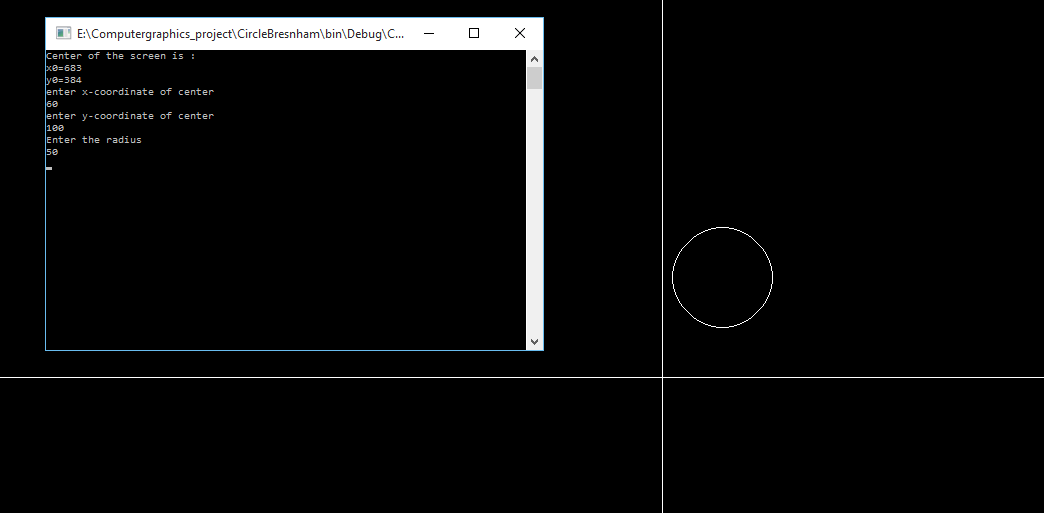 E:\Computergraphics_project\CircleBresnham\bin\Debug\C...
Center of the screen is :
x0=683
y0=384
enter x-coordinate of center
60
enter y-coordinate of center
100
Enter the radius
50